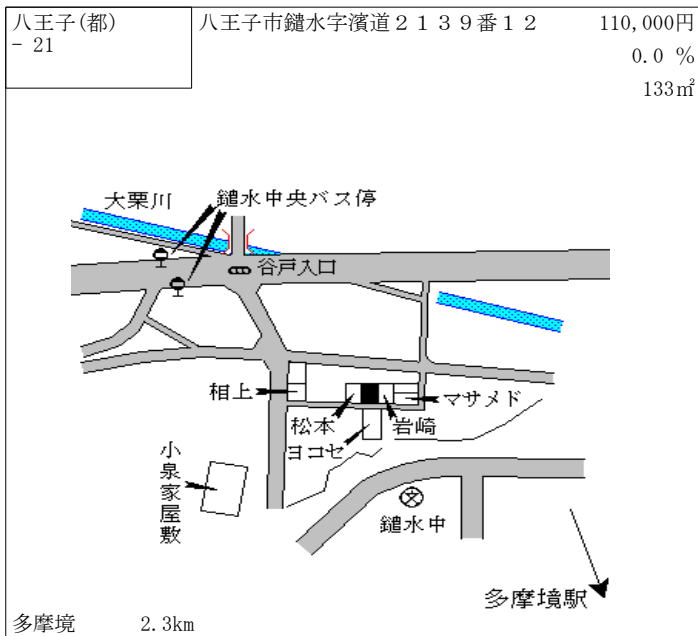 八王子(都)
- 21
八王子市鑓水字濱道２１３９番１２
110,000円
0.0 %
133㎡
大栗川
鑓水中央バス停
谷戸入口
相上
松本
岩崎
マサメド
ヨコセ
小泉家屋敷
鑓水中
多摩境駅
多摩境 2.3km